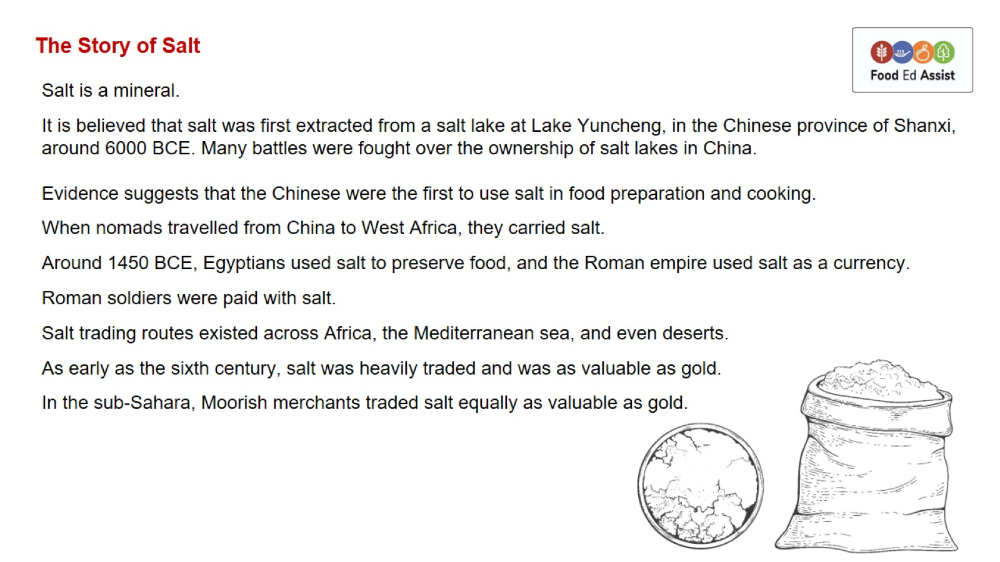 The Story of Salt
Food Ed Assist
Salt is a mineral.
It is believed that salt was first extracted from a salt lake at Lake Yuncheng, in the Chinese province of Shanxi,
around 6000 BCE. Many battles were fought over the ownership of salt lakes in China.
Evidence suggests that the Chinese were the first to use salt in food preparation and cooking.
When nomads travelled from China to West Africa, they carried salt.
Around 1450 BCE, Egyptians used salt to preserve food, and the Roman empire used salt as a currency.
Roman soldiers were paid with salt.
Salt trading routes existed across Africa, the Mediterranean sea, and even deserts.
As early as the sixth century, salt was heavily traded and was as valuable as gold.
In the sub-Sahara, Moorish merchants traded salt equally as valuable as gold.